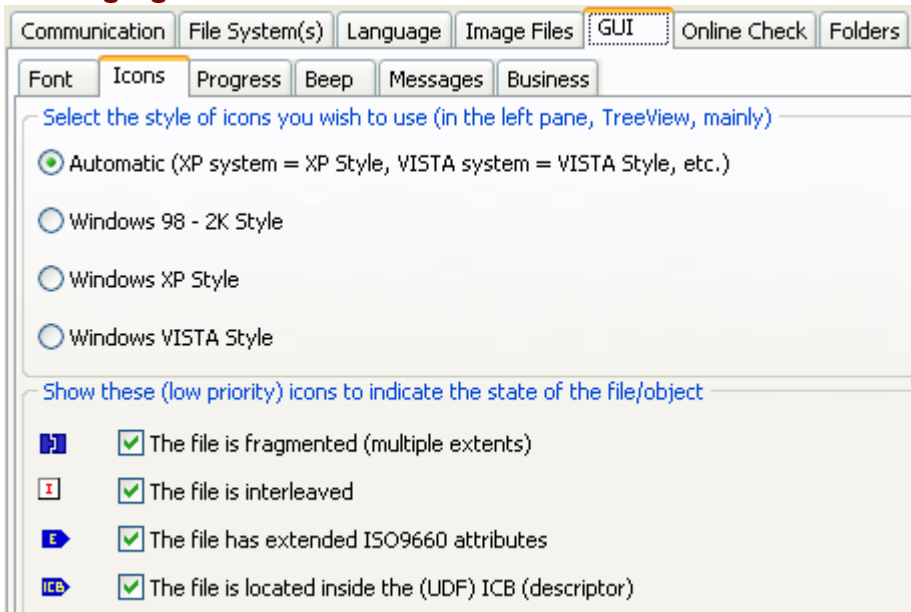 Communication File System(s) Language Image Files GUI Online Check Folders
Font Icons Progress Beep Messages Business
Select the style of icons you wish to use (in the left pane, TreeView, mainly)
Automatic (XP system = XP Style, VISTA system = VISTA Style, etc.)
Windows 98 - 2K Style
Windows XP Style
Windows VISTA Style
Show these (low priority) icons to indicate the state of the file/object
The file is fragmented (multiple extents)
I The file is interleaved
E The file has extended ISO9660 attributes
ICB The file is located inside the (UDF) ICB (descriptor)